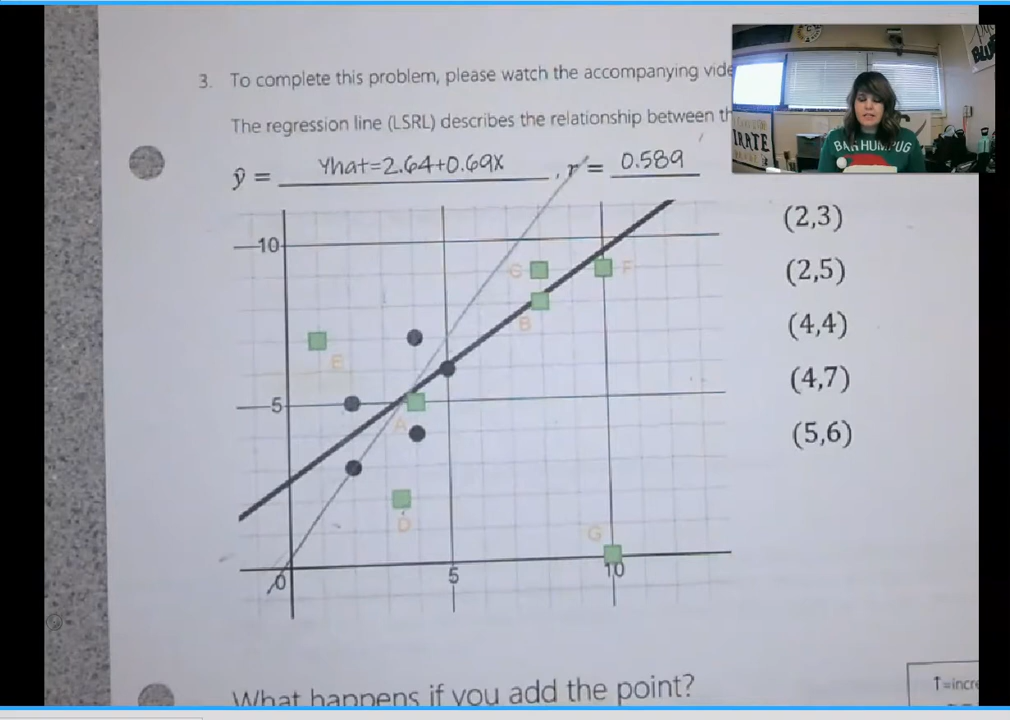 3. To complete this problem, please watch the accompanying vide
The regression line (LSRL) describes the relationship between th
ŷ = Yhat=2.64+0.69x , r = 0.589
10
5
0
5
10
A
B
C
D
E
F
G
(2,3)
(2,5)
(4,4)
(4,7)
(5,6)
What happens if you add the point?
↑=incre
IRATE
BAH HUMPUG